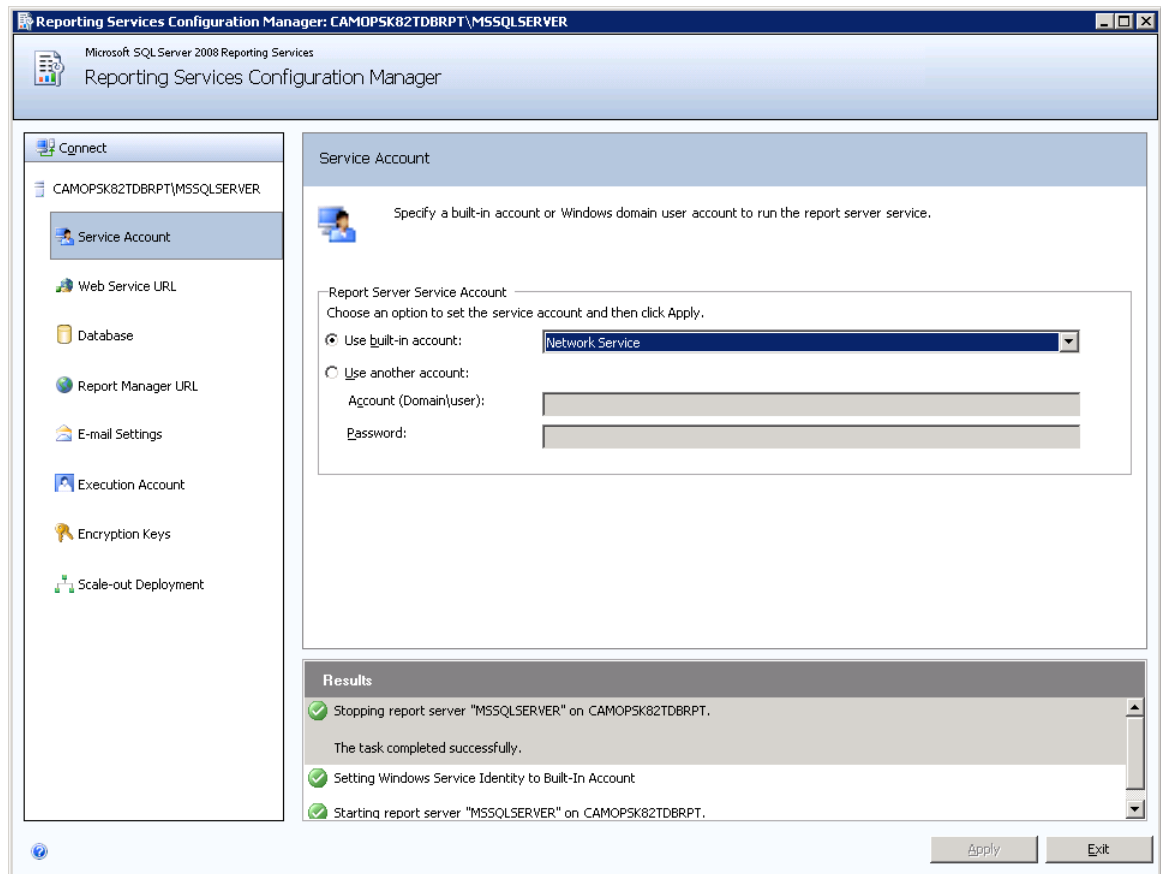 Reporting Services Configuration Manager: CAMOPSK82TDBRPT\MSSQLSERVER
Microsoft SQL Server 2008 Reporting Services
Reporting Services Configuration Manager
Connect
CAMOPSK82TDBRPT\MSSQLSERVER
Service Account
Web Service URL
Database
Report Manager URL
E-mail Settings
Execution Account
Encryption Keys
Scale-out Deployment
Service Account
Specify a built-in account or Windows domain user account to run the report server service.
Report Server Service Account
Choose an option to set the service account and then click Apply.
Use built-in account:
Network Service
Use another account:
Account (Domain\user):
Password:
Results
Stopping report server "MSSQLSERVER" on CAMOPSK82TDBRPT.
The task completed successfully.
Setting Windows Service Identity to Built-In Account
Starting report server "MSSQLSERVER" on CAMOPSK82TDBRPT.
Apply
Exit